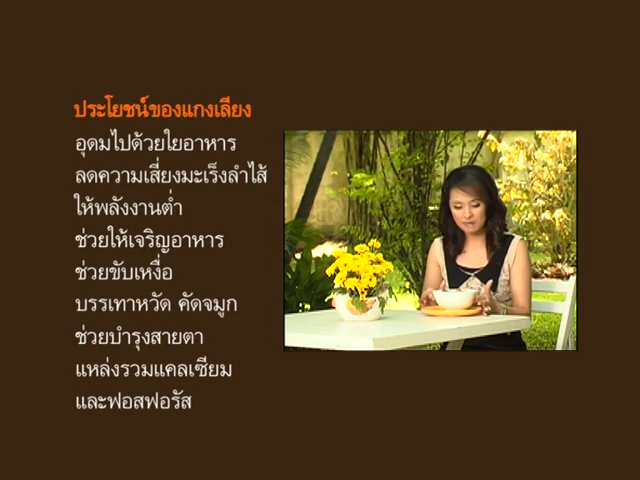 ประโยชน์ของแกงเลียง
อุดมไปด้วยใยอาหาร
ลดความเสี่ยงมะเร็งลำไส้
ให้พลังงานต่ำ
ช่วยให้เจริญอาหาร
ช่วยขับเหงื่อ
บรรเทาหวัด คัดจมูก
ช่วยบำรุงสายตา
แหล่งรวมแคลเซียม
และฟอสฟอรัส